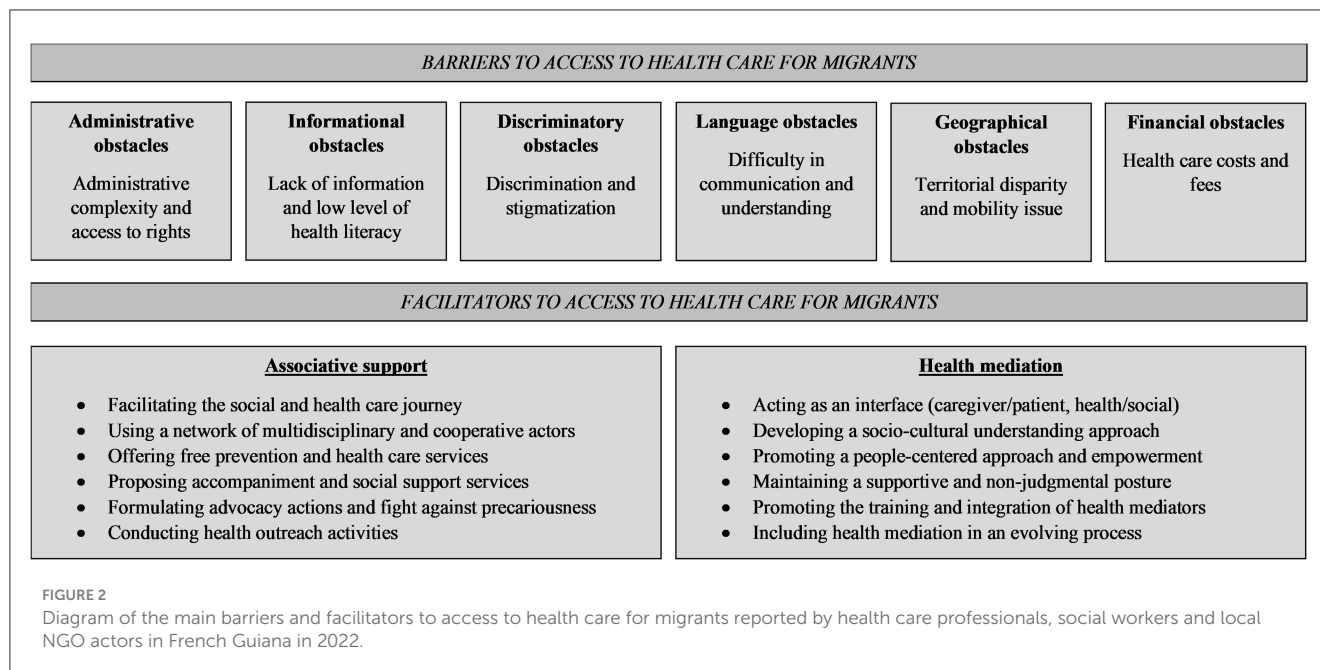 BARRIERS TO ACCESS TO HEALTH CARE FOR MIGRANTS
Administrative
obstacles
Administrative
complexity and
access to rights
Informational
obstacles
Lack of information
and low level of
health literacy
Discriminatory
obstacles
Discrimination and
stigmatization
Language obstacles
Difficulty in
communication and
understanding
Geographical
obstacles
Territorial disparity
and mobility issue
Financial obstacles
Health care costs and
fees
FACILITATORS TO ACCESS TO HEALTH CARE FOR MIGRANTS
Associative support
• Facilitating the social and health care journey
• Using a network of multidisciplinary and cooperative actors
• Offering free prevention and health care services
• Proposing accompaniment and social support services
• Formulating advocacy actions and fight against precariousness
• Conducting health outreach activities
Health mediation
• Acting as an interface (caregiver/patient, health/social)
• Developing a socio-cultural understanding approach
• Promoting a people-centered approach and empowerment
• Maintaining a supportive and non-judgmental posture
• Promoting the training and integration of health mediators
• Including health mediation in an evolving process
FIGURE 2
Diagram of the main barriers and facilitators to access to health care for migrants reported by health care professionals, social workers and local
NGO actors in French Guiana in 2022.